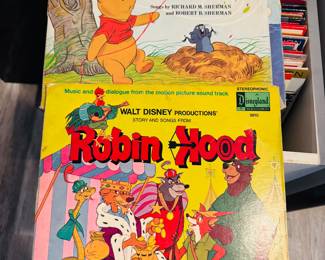 Songs by RICHARD M. SHERMAN
and ROBERT B. SHERMAN
Music and dialogue from the motion picture sound track
STEREOPHONIC
Disneyland
WALT DISNEY PRODUCTIONS'
STORY AND SONGS FROM
Robin Hood